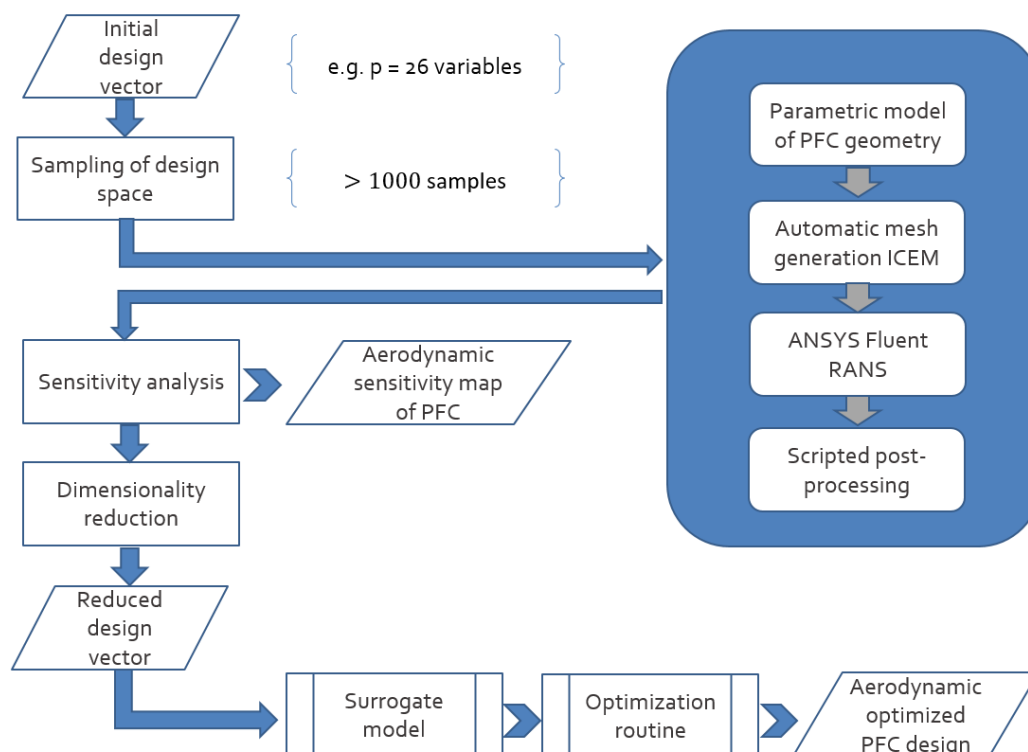 Initial
design
vector
e.g. p = 26 variables
Sampling of design
space
> 1000 samples
Parametric model
of PFC geometry
Automatic mesh
generation ICEM
ANSYS Fluent
RANS
Scripted post-
processing
Sensitivity analysis
Aerodynamic
sensitivity map
of PFC
Dimensionality
reduction
Reduced
design
vector
Surrogate
model
Optimization
routine
Aerodynamic
optimized
PFC design